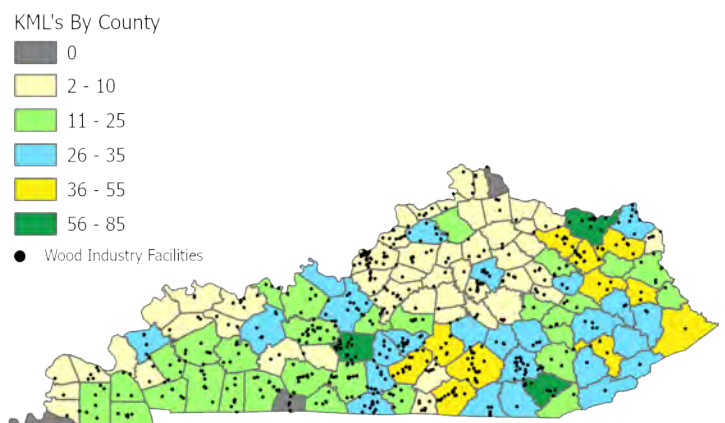 KML's By County
0
2 - 10
11 - 25
26 - 35
36 - 55
56 - 85
Wood Industry Facilities